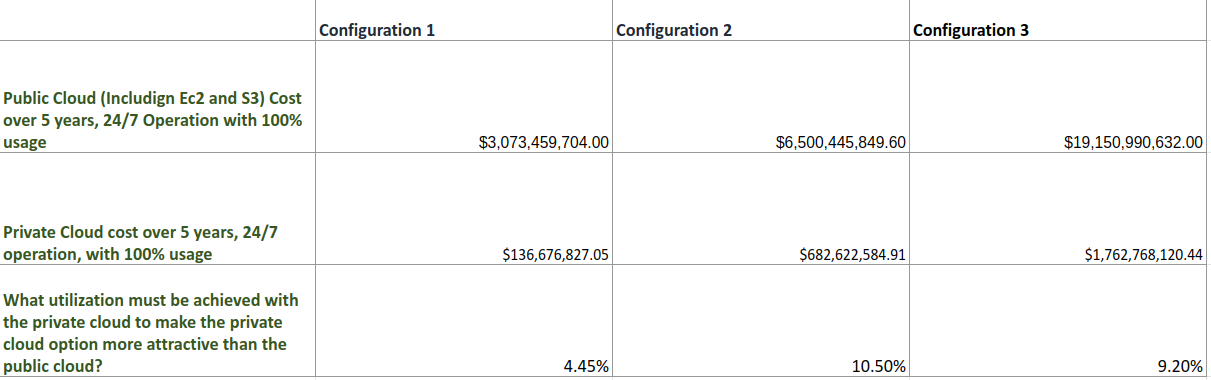 Configuration 1 Configuration 2 Configuration 3
Public Cloud (Includign Ec2 and S3) Cost
over 5 years, 24/7 Operation with 100%
usage $3,073,459,704.00 $6,500,445,849.60 $19,150,990,632.00
Private Cloud cost over 5 years, 24/7
operation, with 100% usage $136,676,827.05 $682,622,584.91 $1,762,768,120.44
What utilization must be achieved with
the private cloud to make the private
cloud option more attractive than the
public cloud? 4.45% 10.50% 9.20%